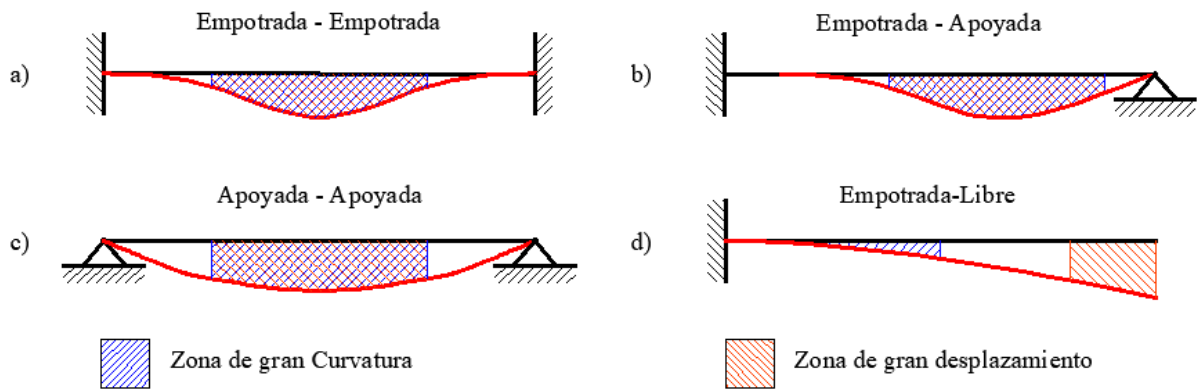 Empotrada - Empotrada
Empotrada - Apoyada
a)
b)
Apoyada - Apoyada
Empotrada-Libre
c)
d)
Zona de gran Curvatura
Zona de gran desplazamiento